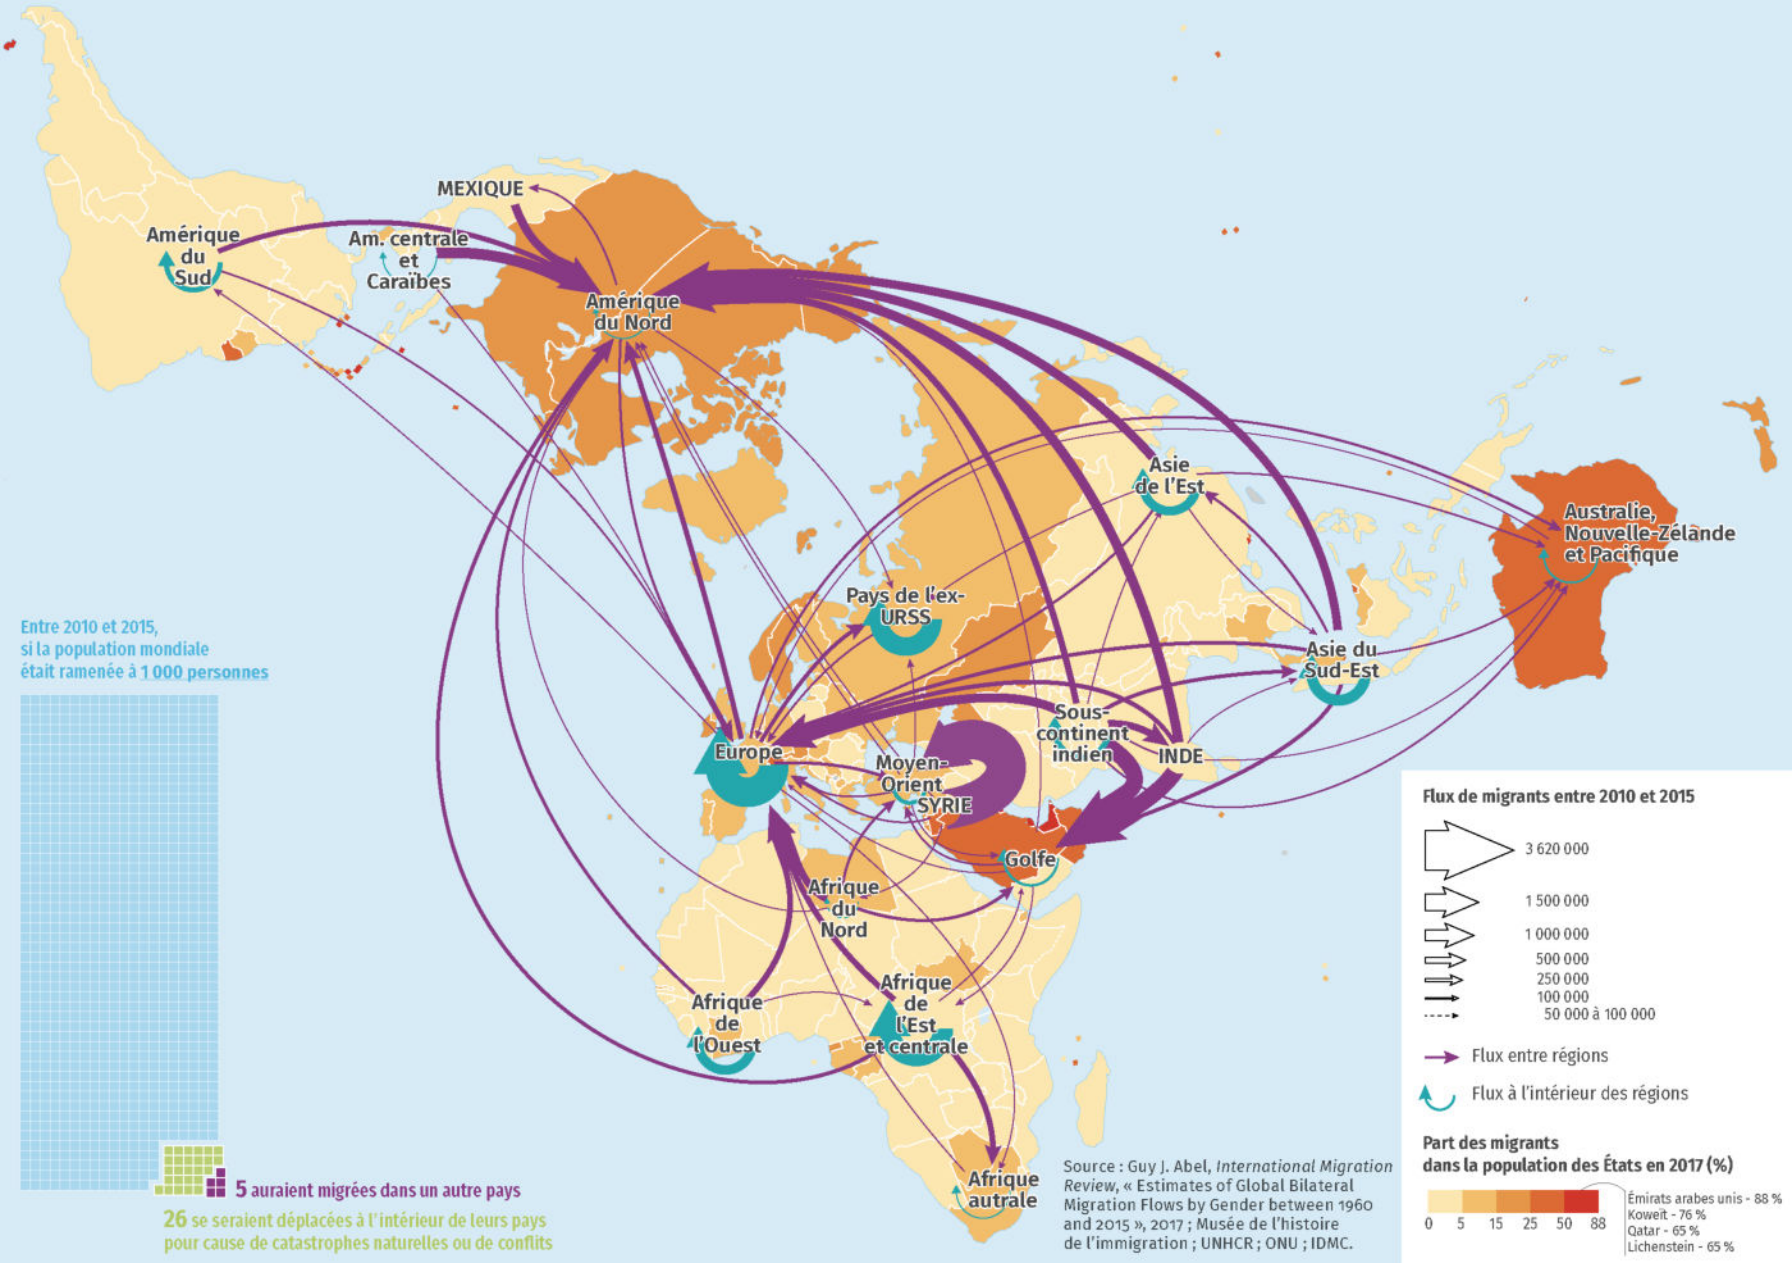 MEXIQUE
Amérique
du
Sud
Am. centrale
et
Caraïbes
Amérique
du Nord
Asie
de l'Est
Australie,
Nouvelle-Zélande
et Pacifique
Pays de l'ex-
URSS
Asie du
Sud-Est
Entre 2010 et 2015,
si la population mondiale
était ramenée à 1 000 personnes
Europe
Sous-
continent
indien
INDE
Moyen-
Orient
SYRIE
Golfe
Afrique
du
Nord
Afrique
de
l'Ouest
Afrique
de
l'Est
et centrale
Afrique
autrale
5 auraient migrées dans un autre pays
26 se seraient déplacées à l'intérieur de leurs pays
pour cause de catastrophes naturelles ou de conflits
Source : Guy J. Abel, International Migration
Review, « Estimates of Global Bilateral
Migration Flows by Gender between 1960
and 2015 », 2017 ; Musée de l'histoire
de l'immigration ; UNHCR ; ONU ; IDMC.
Flux de migrants entre 2010 et 2015
3 620 000
1 500 000
1 000 000
500 000
250 000
100 000
50 000 à 100 000
Flux entre régions
Flux à l'intérieur des régions
Part des migrants
dans la population des États en 2017 (%)
0 5 15 25 50 88
Émirats arabes unis - 88 %
Koweït - 76 %
Qatar - 65 %
Lichenstein - 65 %